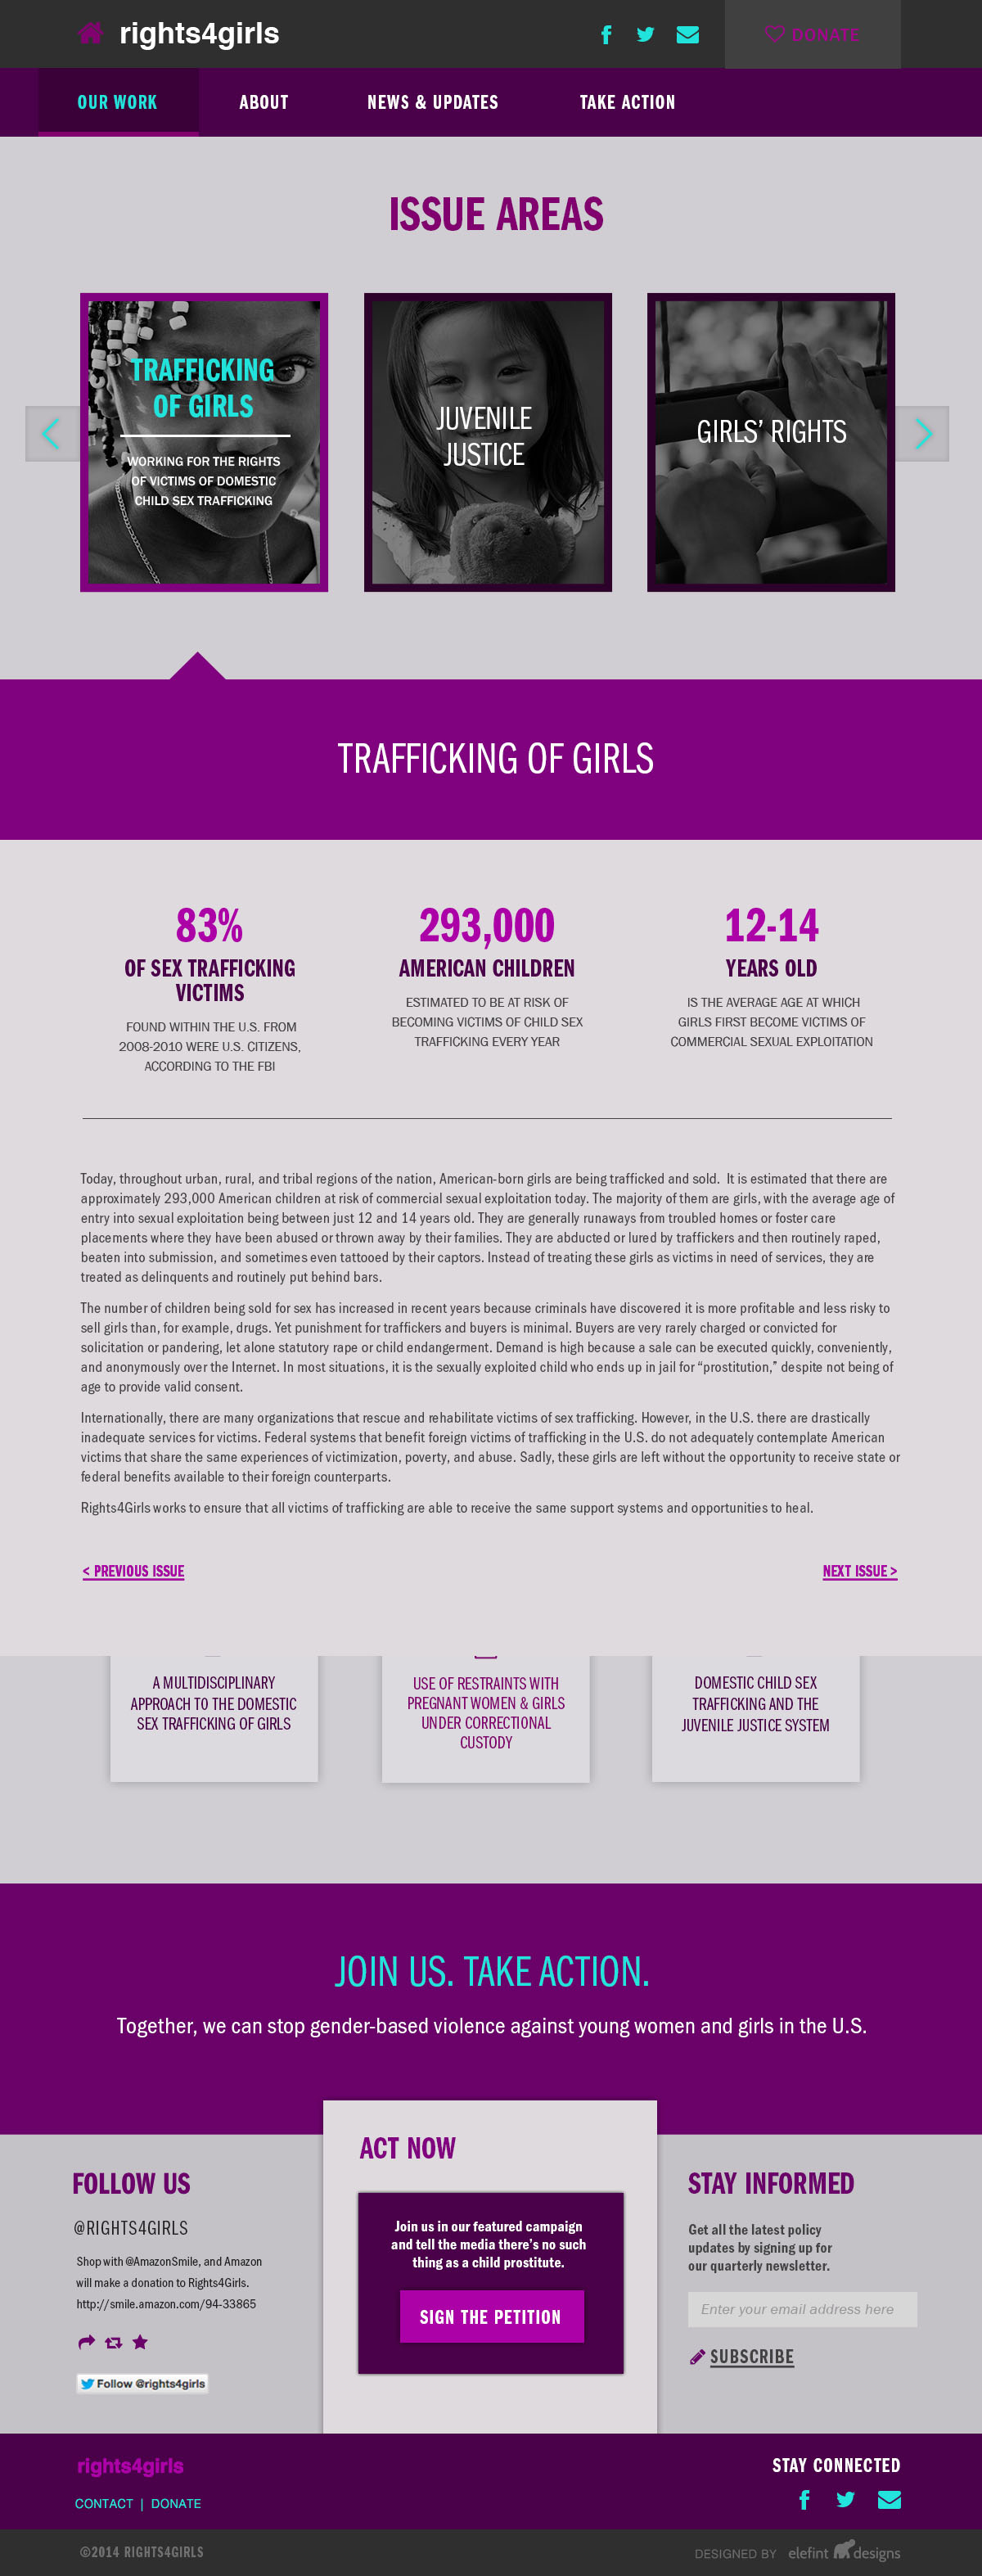 rights4girls
DONATE
OUR WORK
ABOUT
NEWS & UPDATES
TAKE ACTION
ISSUE AREAS
TRAFFICKING
OF GIRLS
WORKING FOR THE RIGHTS
OF VICTIMS OF DOMESTIC
CHILD SEX TRAFFICKING
JUVENILE
JUSTICE
GIRLS’ RIGHTS
TRAFFICKING OF GIRLS
83%
OF SEX TRAFFICKING
VICTIMS
FOUND WITHIN THE U.S. FROM
2008-2010 WERE U.S. CITIZENS,
ACCORDING TO THE FBI
293,000
AMERICAN CHILDREN
ESTIMATED TO BE AT RISK OF
BECOMING VICTIMS OF CHILD SEX
TRAFFICKING EVERY YEAR
12-14
YEARS OLD
IS THE AVERAGE AGE AT WHICH
GIRLS FIRST BECOME VICTIMS OF
COMMERCIAL SEXUAL EXPLOITATION
Today, throughout urban, rural, and tribal regions of the nation, American-born girls are being trafficked and sold.  It is estimated that there are
approximately 293,000 American children at risk of commercial sexual exploitation today. The majority of them are girls, with the average age of
entry into sexual exploitation being between just 12 and 14 years old. They are generally runaways from troubled homes or foster care
placements where they have been abused or thrown away by their families. They are abducted or lured by traffickers and then routinely raped,
beaten into submission, and sometimes even tattooed by their captors. Instead of treating these girls as victims in need of services, they are
treated as delinquents and routinely put behind bars.
The number of children being sold for sex has increased in recent years because criminals have discovered it is more profitable and less risky to
sell girls than, for example, drugs. Yet punishment for traffickers and buyers is minimal. Buyers are very rarely charged or convicted for
solicitation or pandering, let alone statutory rape or child endangerment. Demand is high because a sale can be executed quickly, conveniently,
and anonymously over the Internet. In most situations, it is the sexually exploited child who ends up in jail for “prostitution,” despite not being of
age to provide valid consent.
Internationally, there are many organizations that rescue and rehabilitate victims of sex trafficking. However, in the U.S. there are drastically
inadequate services for victims. Federal systems that benefit foreign victims of trafficking in the U.S. do not adequately contemplate American
victims that share the same experiences of victimization, poverty, and abuse. Sadly, these girls are left without the opportunity to receive state or
federal benefits available to their foreign counterparts.
Rights4Girls works to ensure that all victims of trafficking are able to receive the same support systems and opportunities to heal.
< PREVIOUS ISSUE
NEXT ISSUE >
A MULTIDISCIPLINARY
APPROACH TO THE DOMESTIC
SEX TRAFFICKING OF GIRLS
USE OF RESTRAINTS WITH
PREGNANT WOMEN & GIRLS
UNDER CORRECTIONAL
CUSTODY
DOMESTIC CHILD SEX
TRAFFICKING AND THE
JUVENILE JUSTICE SYSTEM
JOIN US. TAKE ACTION.
Together, we can stop gender-based violence against young women and girls in the U.S.
FOLLOW US
@RIGHTS4GIRLS
Shop with @AmazonSmile, and Amazon
will make a donation to Rights4Girls.
http://smile.amazon.com/94-33865
Follow @rights4girls
ACT NOW
Join us in our featured campaign
and tell the media there’s no such
thing as a child prostitute.
SIGN THE PETITION
STAY INFORMED
Get all the latest policy
updates by signing up for
our quarterly newsletter.
Enter your email address here
SUBSCRIBE
rights4girls
CONTACT | DONATE
STAY CONNECTED
©2014 RIGHTS4GIRLS
DESIGNED BY elefint designs